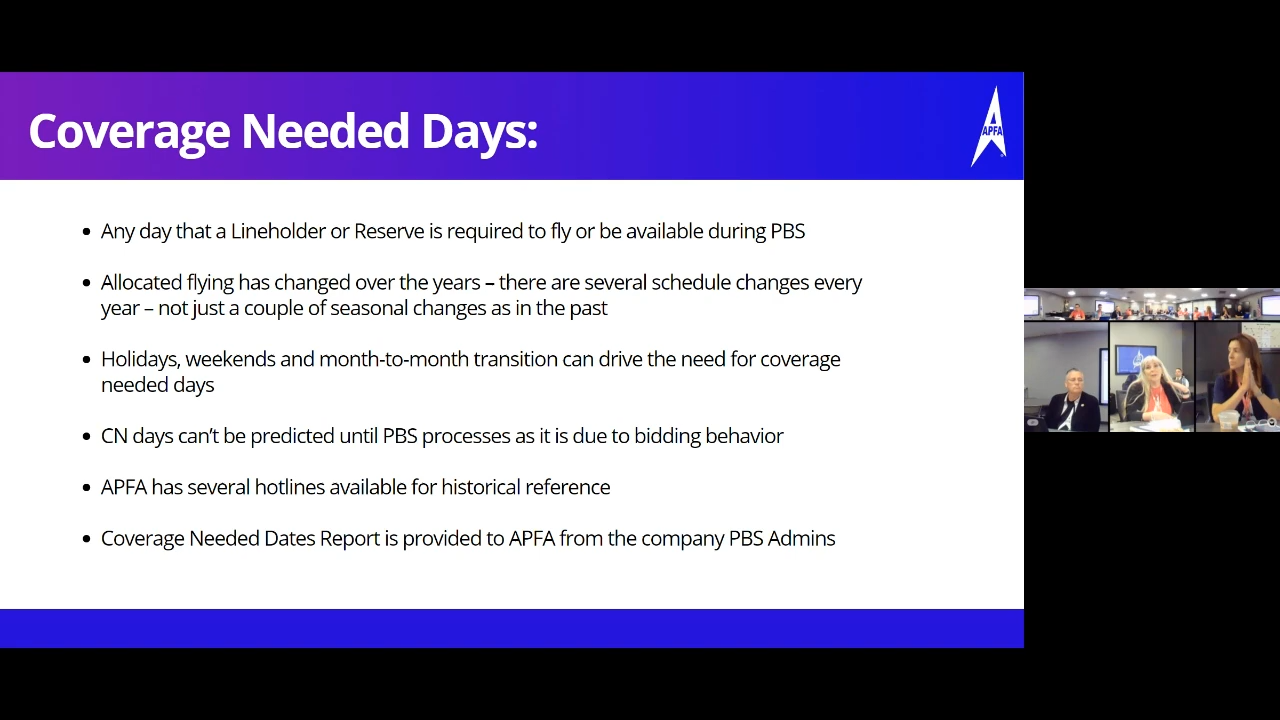 Coverage Needed Days:
APFA
• Any day that a Lineholder or Reserve is required to fly or be available during PBS
• Allocated flying has changed over the years – there are several schedule changes every
year – not just a couple of seasonal changes as in the past
• Holidays, weekends and month-to-month transition can drive the need for coverage
needed days
• CN days can’t be predicted until PBS processes as it is due to bidding behavior
• APFA has several hotlines available for historical reference
• Coverage Needed Dates Report is provided to APFA from the company PBS Admins